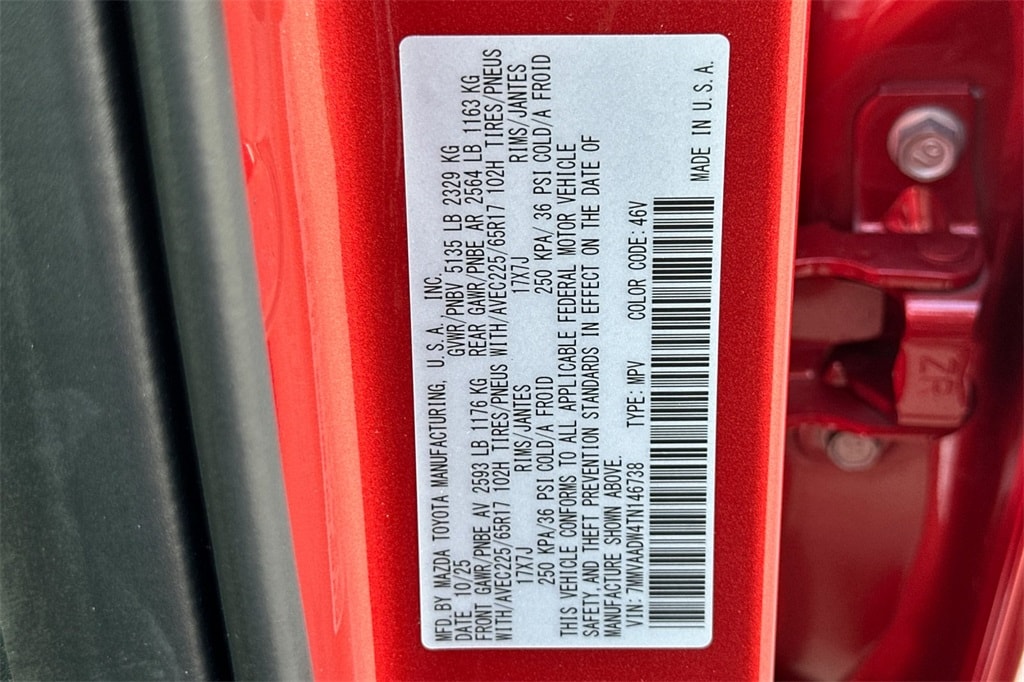 MFD.BY MAZDA TOYOTA MANUFACTURING, U.S.A., INC.
DATE 10/25 GVWR/PNBV 5135 LB 2329 KG
FRONT GAWR/PNBE AV 2593 LB 1176 KG REAR GAWR/PNBE AR 2564 LB 1163 KG
WITH/AVEC225/65R17 102H TIRES/PNEUS WITH/AVEC225/65R17 102H TIRES/PNEUS
17X7J RIMS/JANTES 17X7J RIMS/JANTES
250 KPA/36 PSI COLD/A FROID 250 KPA/ 36 PSI COLD/A FROID
THIS VEHICLE CONFORMS TO ALL APPLICABLE FEDERAL MOTOR VEHICLE
SAFETY,AND THEFT PREVENTION STANDARDS IN EFFECT ON THE DATE OF
MANUFACTURE SHOWN ABOVE.
VIN: 7MMVAADW4TN146738 TYPE: MPV COLOR CODE: 46V
MADE IN U.S.A.